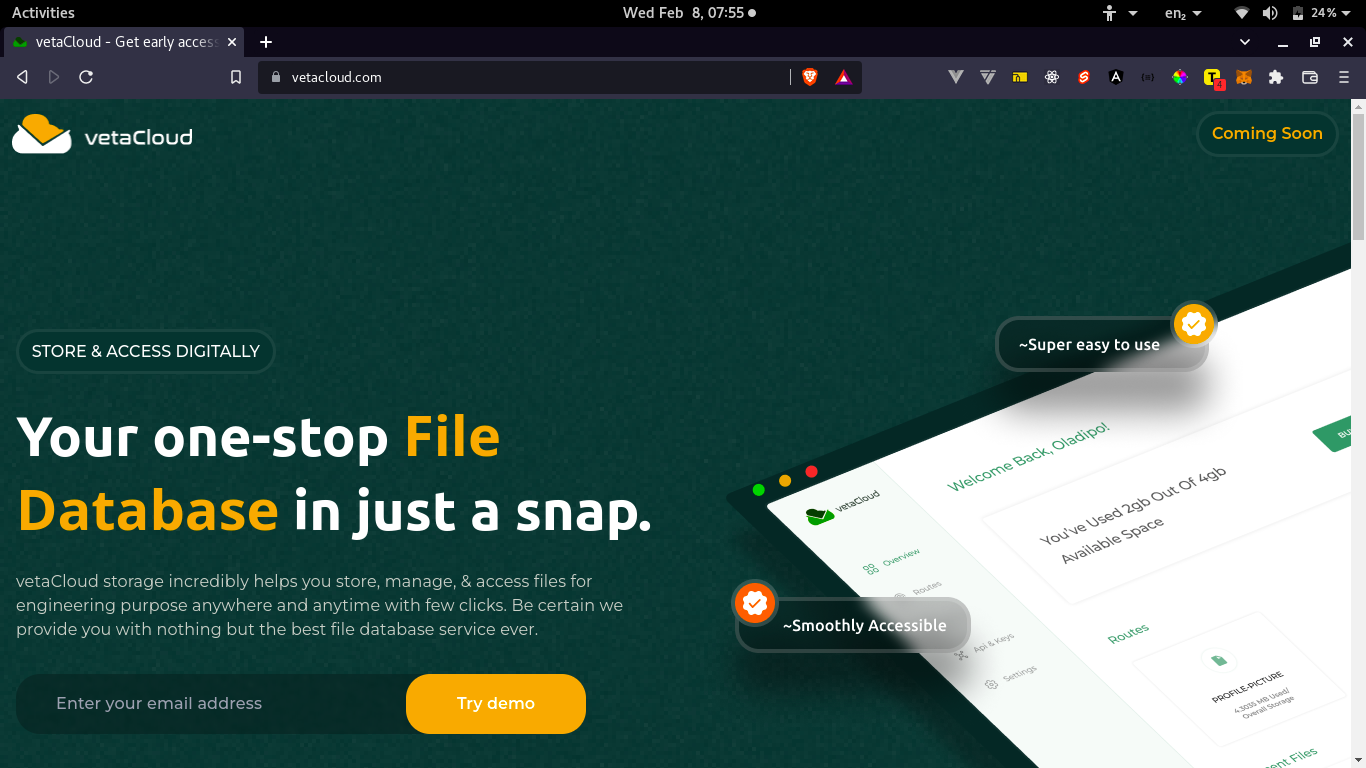 Activities
Wed Feb 8, 07:55
en₂
24%
vetaCloud - Get early access
vetacloud.com
4
vetaCloud
Coming Soon
STORE & ACCESS DIGITALLY
Your one-stop File
Database in just a snap.
vetaCloud storage incredibly helps you store, manage, & access files for
engineering purpose anywhere and anytime with few clicks. Be certain we
provide you with nothing but the best file database service ever.
Enter your email address
Try demo
~Super easy to use
~Smoothly Accessible
vetaCloud
Overview
Routes
Api & Keys
Settings
Welcome Back, Oladipo!
You've Used 2gb Out Of 4gb
Available Space
Routes
PROFILE-PICTURE
4.3035 MB Used/
Overall Storage
Files